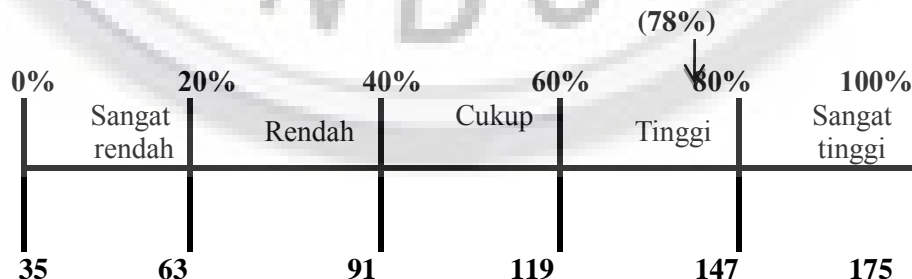 (78%)
0% 20% 40% 60% 80% 100%
Sangat rendah
Rendah
Cukup
Tinggi
Sangat tinggi
35 63 91 119 147 175